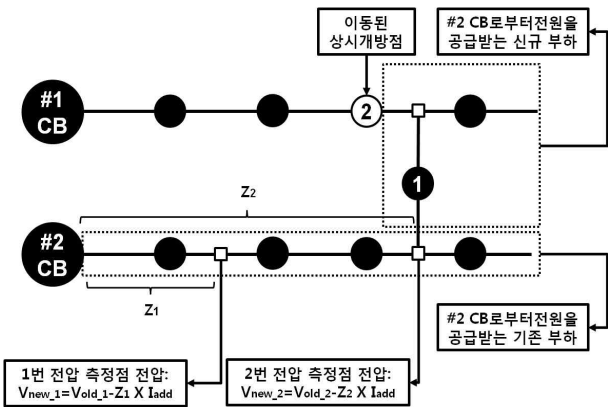 이동된
상시개방점
#2 CB로부터전원을
공급받는 신규 부하
#1
CB
2
1
Z2
#2
CB
Z1
#2 CB로부터전원을
공급받는 기존 부하
1번 전압 측정점 전압:
Vnew_1=Vold_1-Z1 X Iadd
2번 전압 측정점 전압:
Vnew_2=Vold_2-Z2 X Iadd